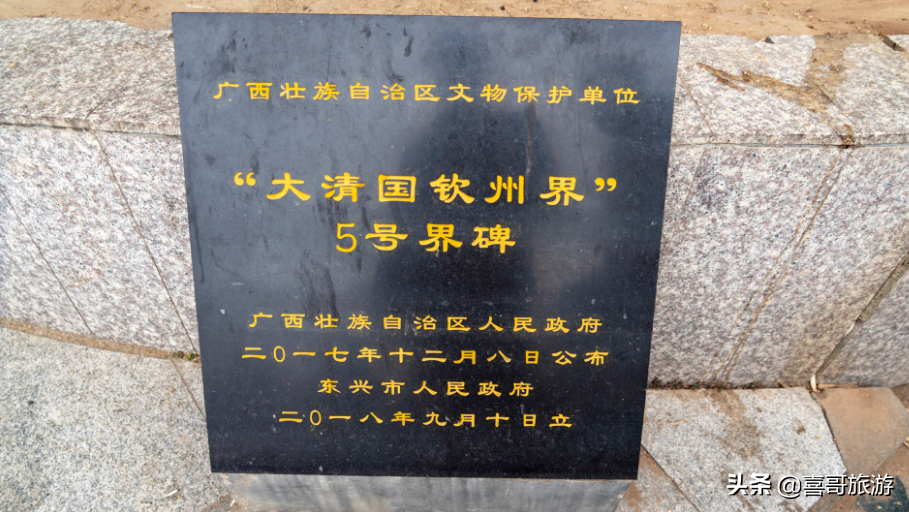 广西壮族自治区文物保护单位
“大清国钦州界”
5号界碑
广西壮族自治区人民政府
二〇一七年十二月八日公布
东兴市人民政府
二〇一八年九月十日立
头条 @喜哥旅游